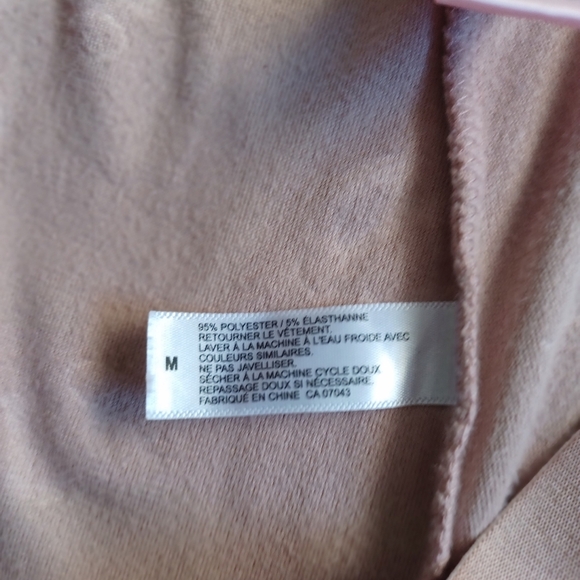 M
95% POLYESTER / 5% ÉLASTHANNE
RETOURNER LE VÊTEMENT.
LAVER À LA MACHINE À L'EAU FROIDE AVEC
COULEURS SIMILAIRES.
NE PAS JAVELLISER.
SÉCHER À LA MACHINE CYCLE DOUX
REPASSAGE DOUX SI NÉCESSAIRE.
FABRIQUÉ EN CHINE CA 07043